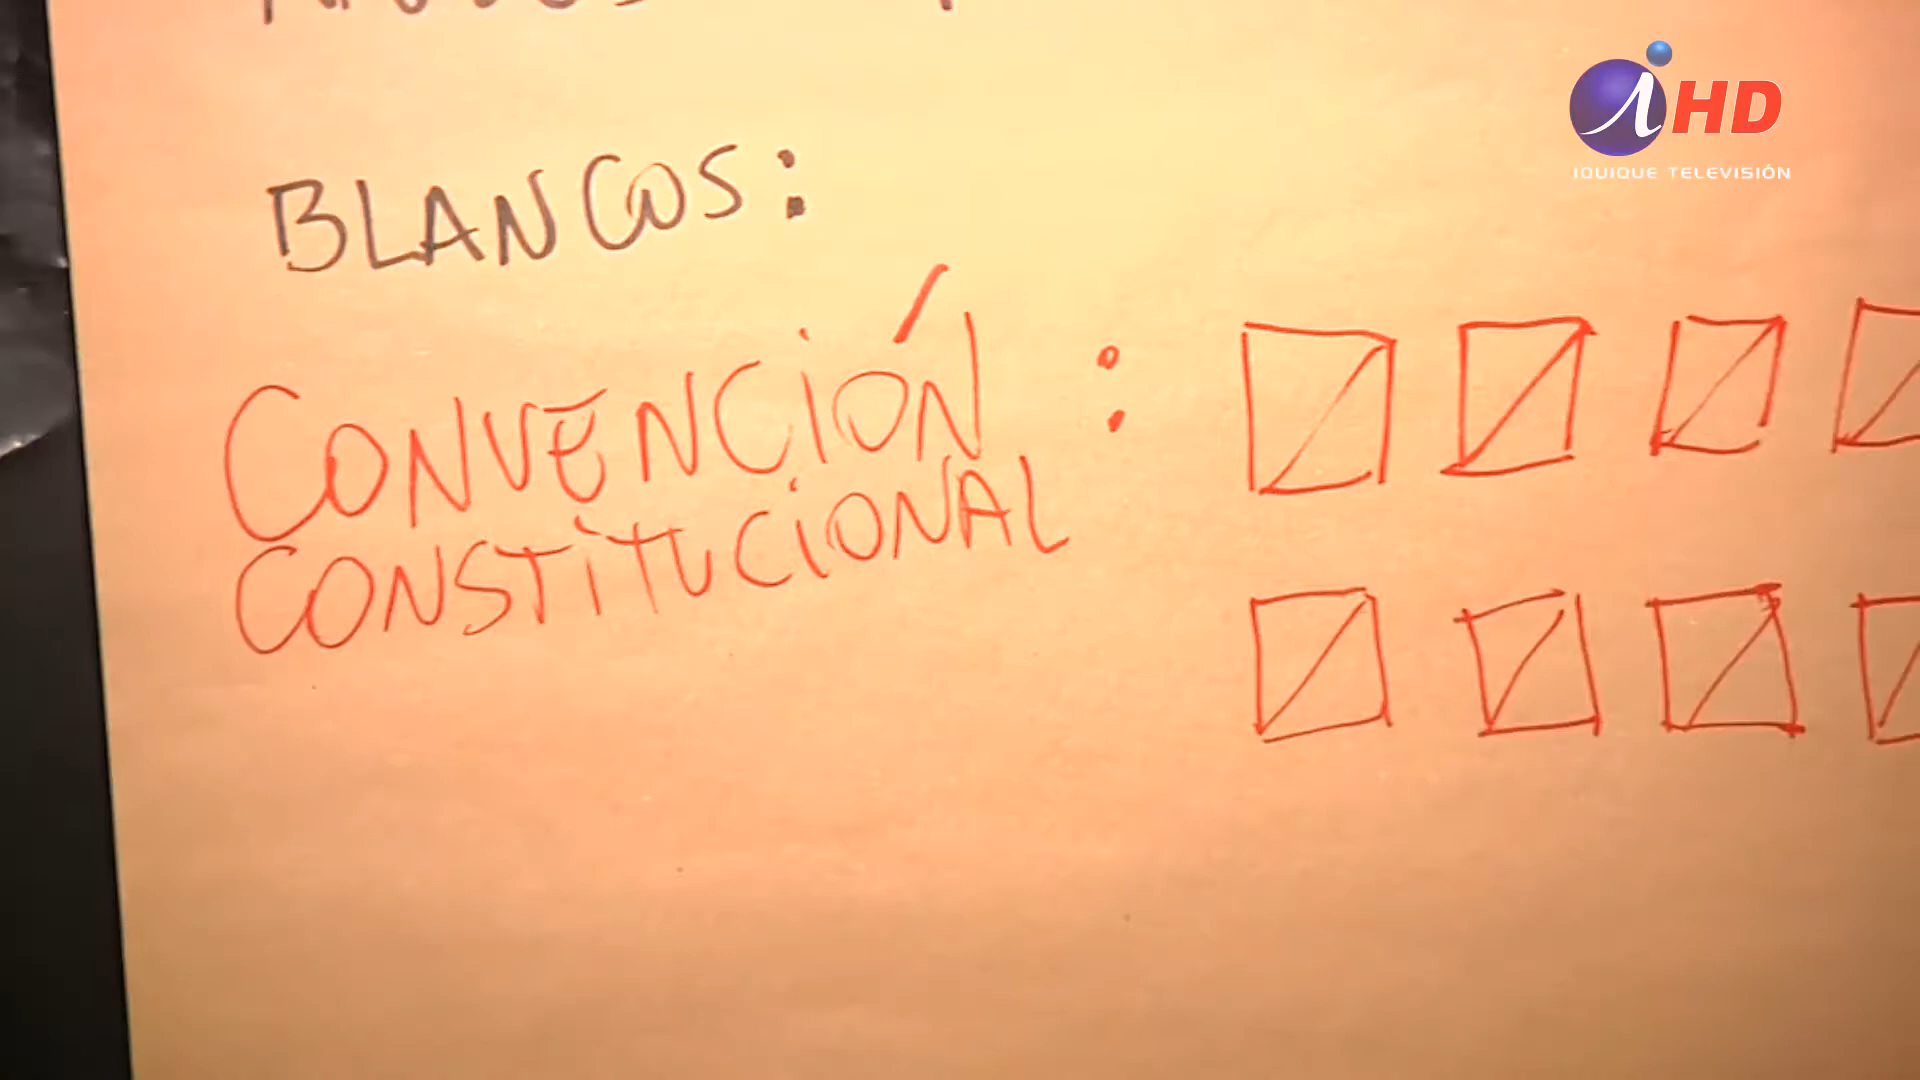 HD
IQUIQUE TELEVISIÓN
BLANCOS:
CONVENCIÓN :
CONSTITUCIONAL